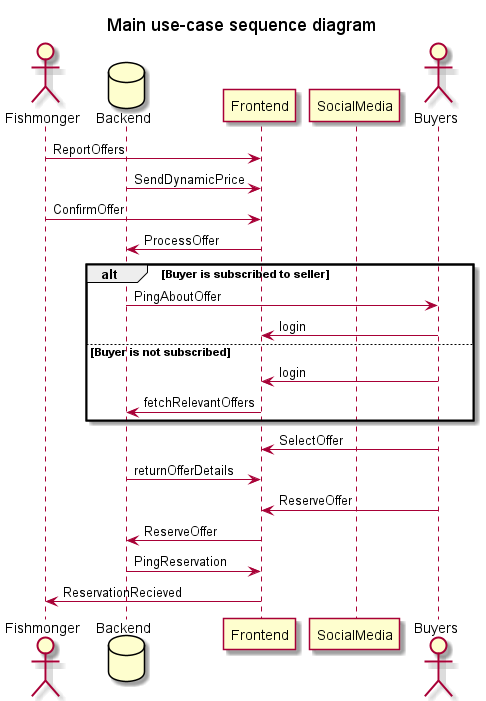 Main use-case sequence diagram
Fishmonger
Backend
Frontend
SocialMedia
Buyers
ReportOffers
SendDynamicPrice
ConfirmOffer
ProcessOffer
alt
[Buyer is subscribed to seller]
PingAboutOffer
login
[Buyer is not subscribed]
login
fetchRelevantOffers
SelectOffer
returnOfferDetails
ReserveOffer
ReserveOffer
PingReservation
ReservationRecieved
Fishmonger
Backend
Frontend
SocialMedia
Buyers